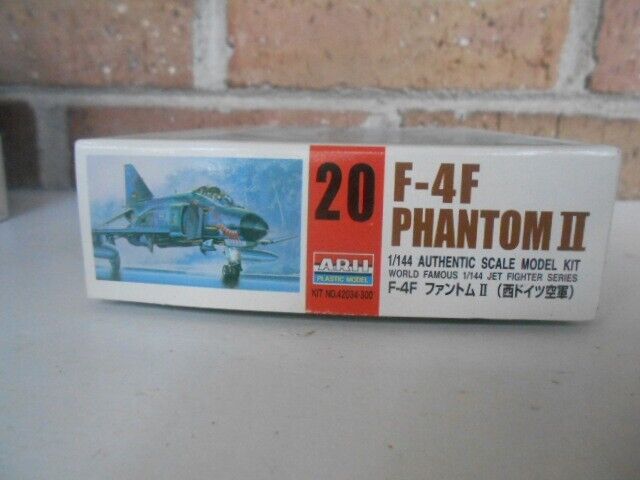 20
ARII
PLASTIC MODEL
KIT NO.42034·300
F-4F
PHANTOM II
1/144 AUTHENTIC SCALE MODEL KIT
WORLD FAMOUS 1/144 JET FIGHTER SERIES
F-4F ファントムⅡ (西ドイツ空軍)